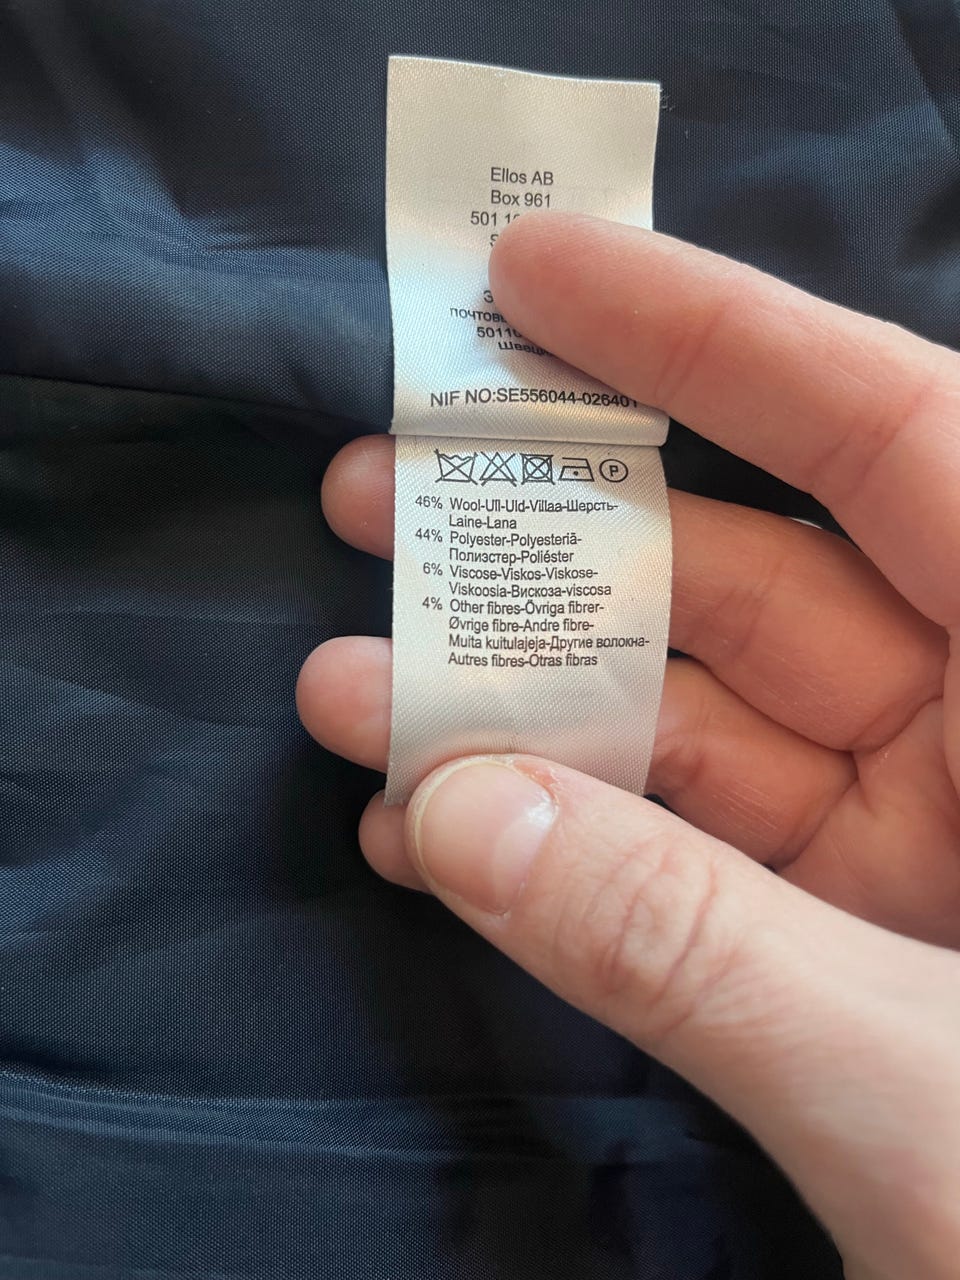 Ellos AB
Box 961
501
NIF NO:SE556044-026401
P
46% Wool-Ull-Uld-Villaa-Шерсть-
Laine-Lana
44% Polyester-Polyesteriä-
Полиэстер-Poliéster
6% Viscose-Viskos-Viskose-
Viskoosia-Вискоза-viscosa
4% Other fibres-Övriga fibrer-
Øvrige fibre-Andre fibre-
Muita kuitulajeja-Другие волокна-
Autres fibres-Otras fibras